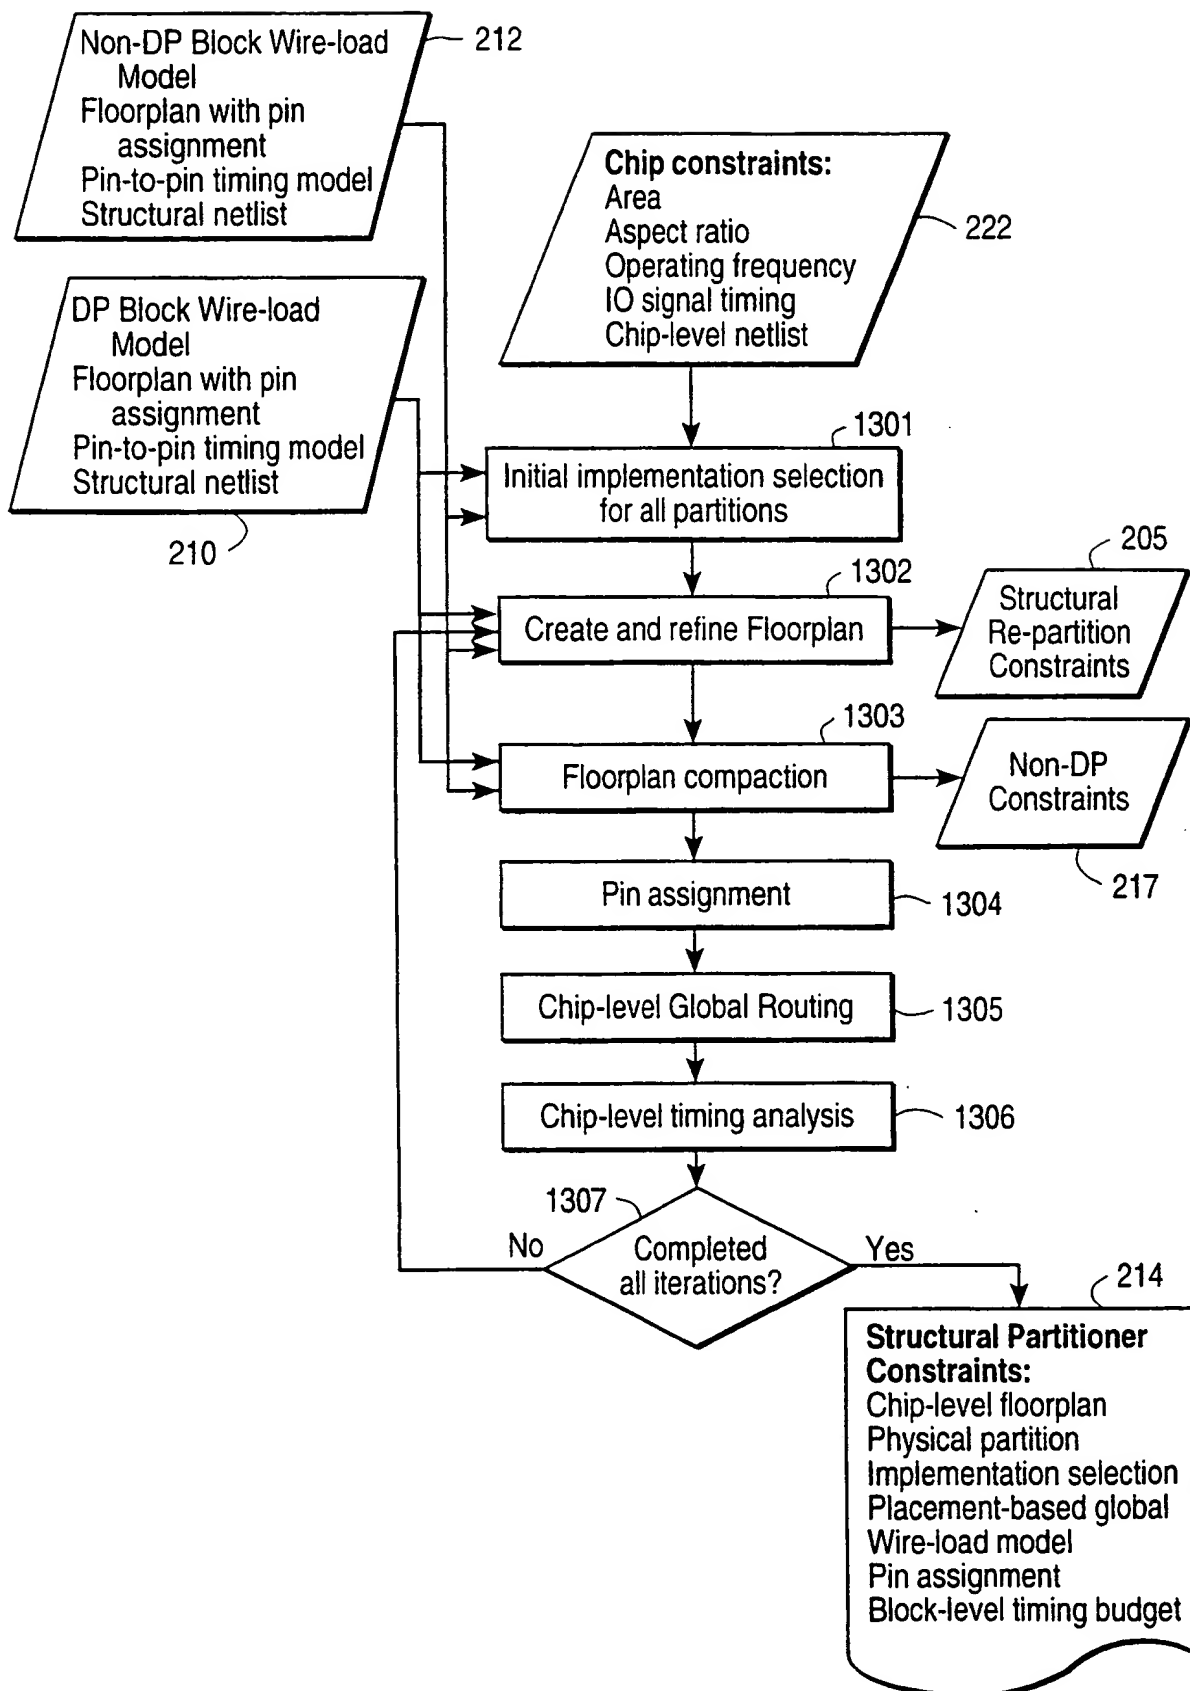 Non-DP Block Wire-load
Model
Floorplan with pin
assignment
Pin-to-pin timing model
Structural netlist
212
DP Block Wire-load
Model
Floorplan with pin
assignment
Pin-to-pin timing model
Structural netlist
210
Chip constraints:
Area
Aspect ratio
Operating frequency
IO signal timing
Chip-level netlist
222
1301
Initial implementation selection
for all partitions
1302
Create and refine Floorplan
205
Structural
Re-partition
Constraints
1303
Floorplan compaction
Non-DP
Constraints
217
Pin assignment
1304
Chip-level Global Routing
1305
Chip-level timing analysis
1306
1307
Completed
all iterations?
No
Yes
214
Structural Partitioner
Constraints:
Chip-level floorplan
Physical partition
Implementation selection
Placement-based global
Wire-load model
Pin assignment
Block-level timing budget